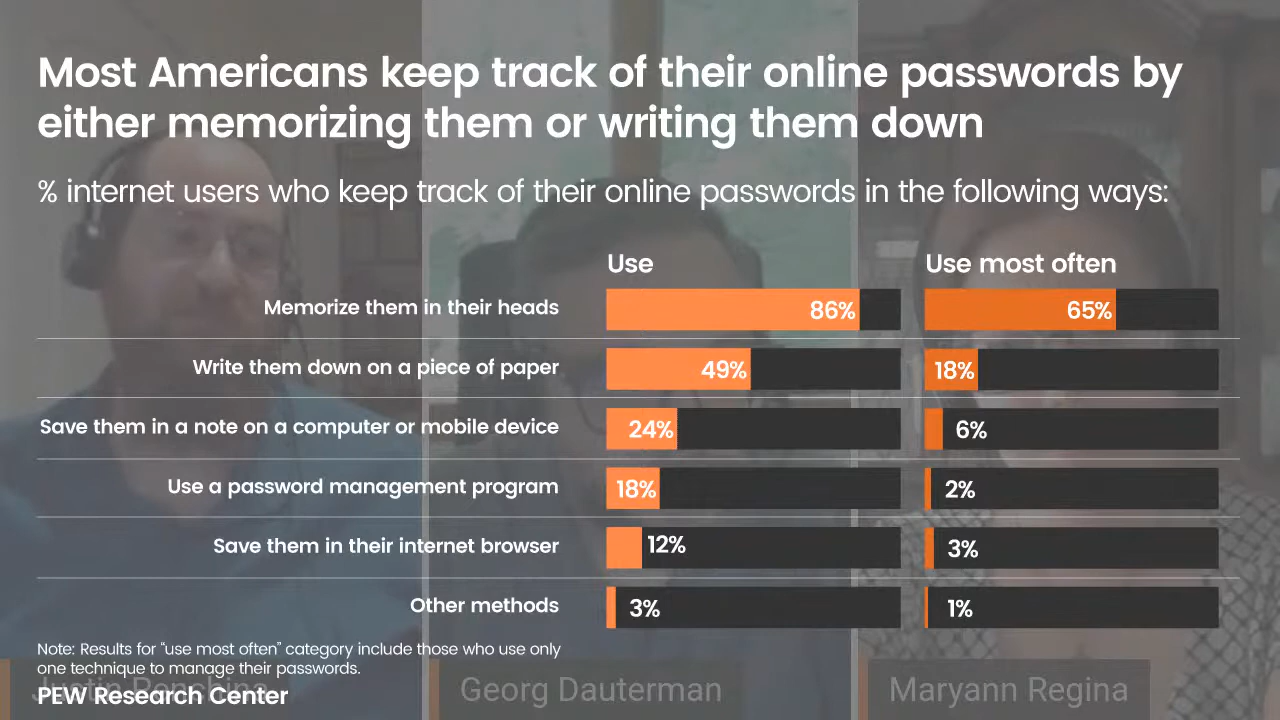 Most Americans keep track of their online passwords by
either memorizing them or writing them down
% internet users who keep track of their online passwords in the following ways:
Use Use most often
Memorize them in their heads 86% 65%
Write them down on a piece of paper 49% 18%
Save them in a note on a computer or mobile device 24% 6%
Use a password management program 18% 2%
Save them in their internet browser 12% 3%
Other methods 3% 1%
Note: Results for “use most often” category include those who use only
one technique to manage their passwords.
PEW Research Center
Justin Georg Dauterman Maryann Regina